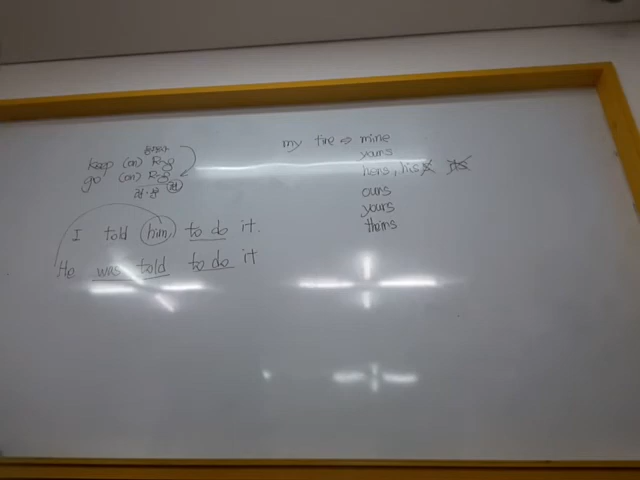 keep (on) R-ing
go (on) R-ing
I told him to do it.
He was told to do it
my tire ⇒ mine
yours
hers, his
ours
yours
theirs